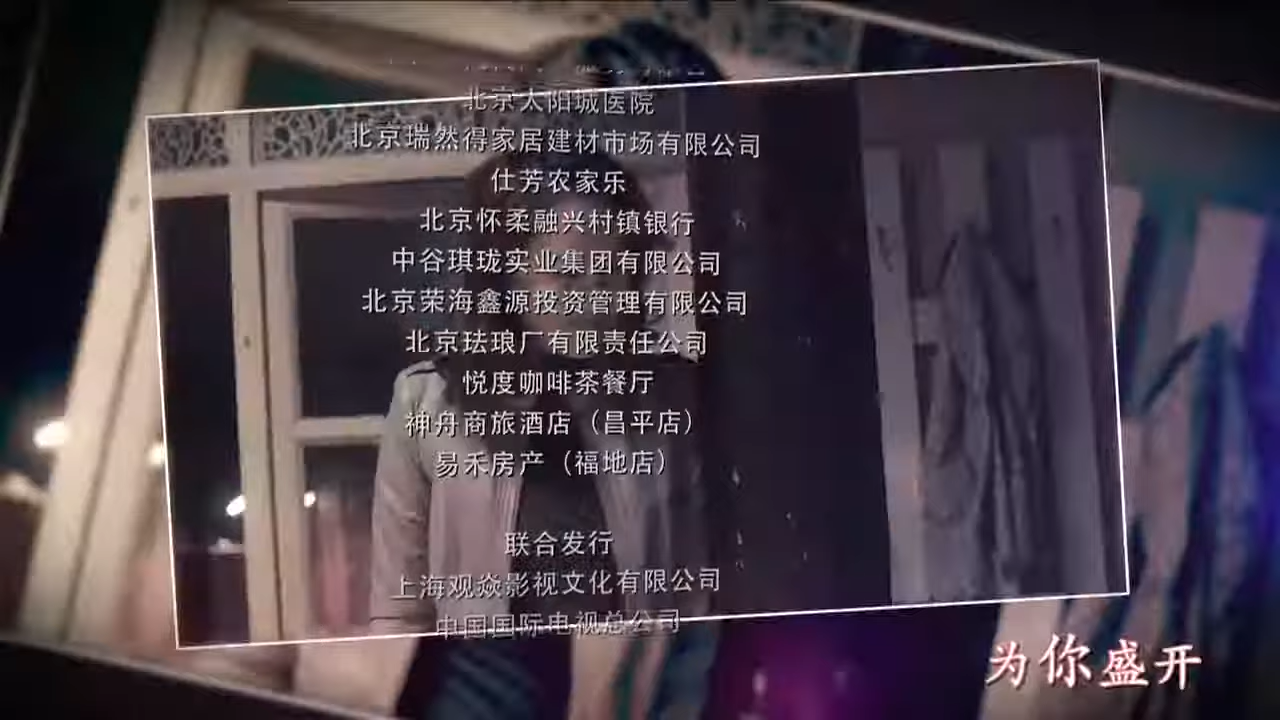 北京太阳城医院
北京瑞然得家居建材市场有限公司
仕芳农家乐
北京怀柔融兴村镇银行
中谷琪珑实业集团有限公司
北京荣海鑫源投资管理有限公司
北京珐琅厂有限责任公司
悦度咖啡茶餐厅
神舟商旅酒店（昌平店）
易禾房产（福地店）
联合发行
上海观焱影视文化有限公司
中国国际电视总公司
为你盛开